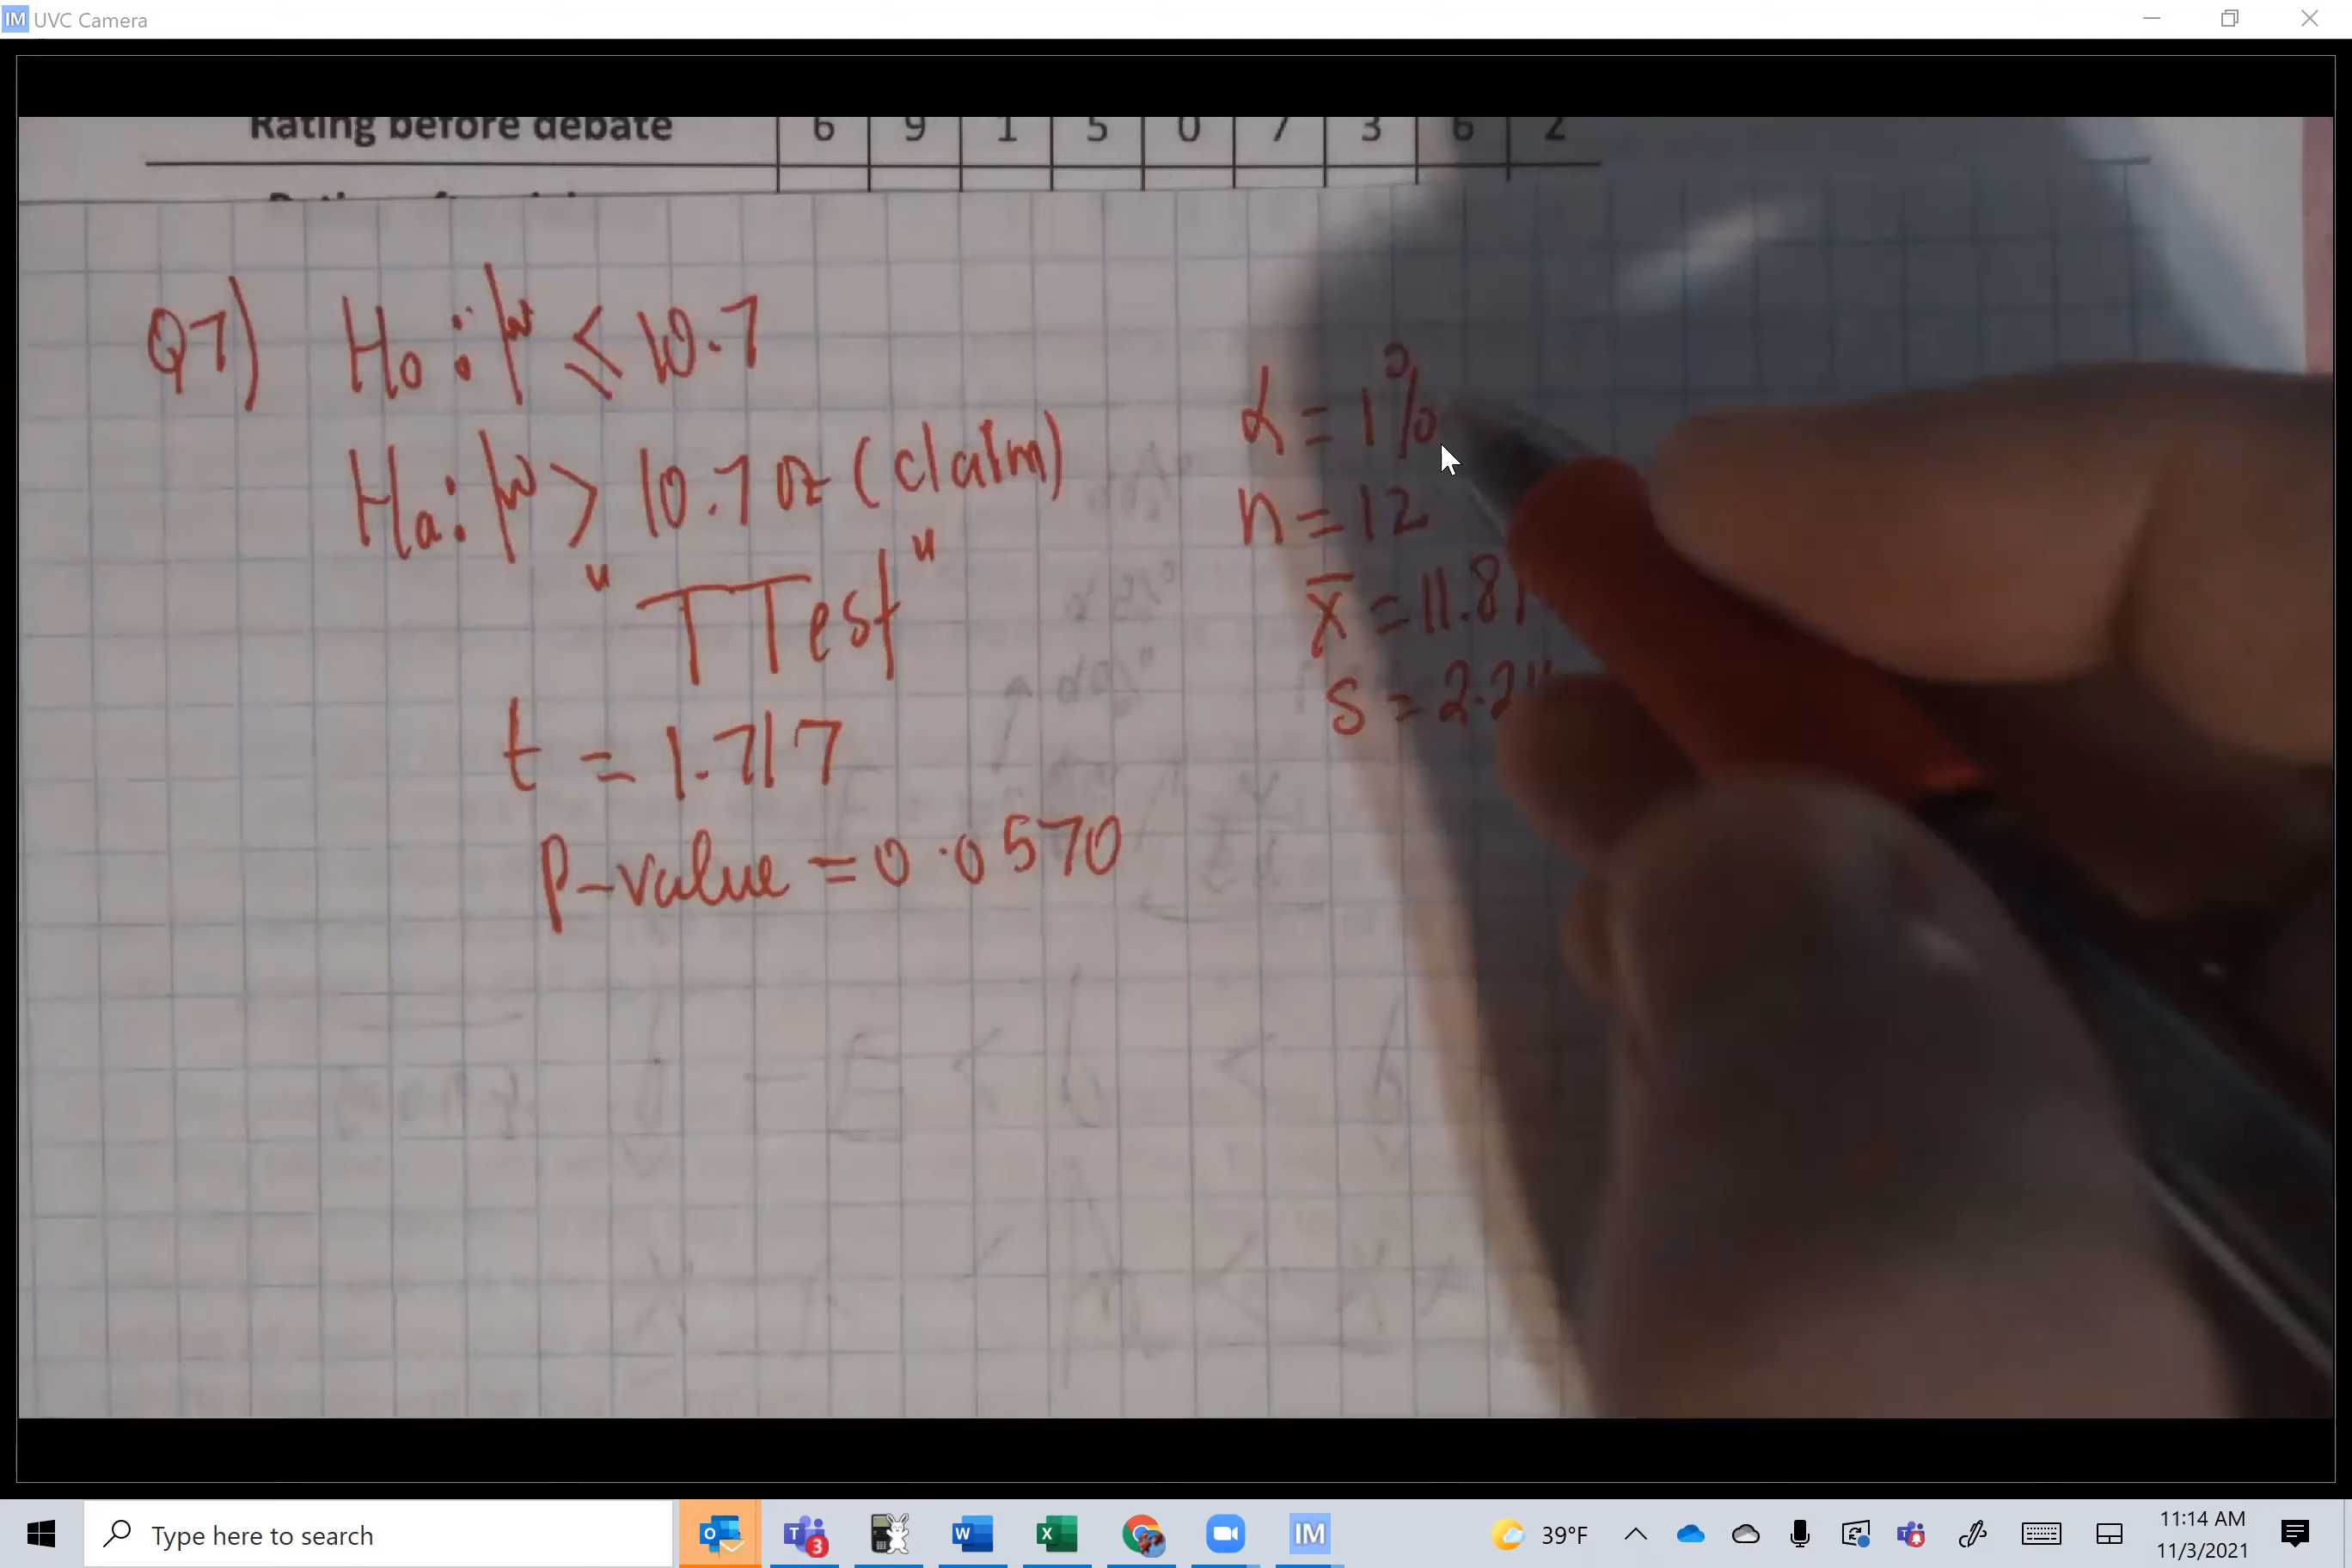 UVC Camera
Rating before debate 6 9 1 5 0 7 3 6 2
Q7) H₀: μ ≤ 10.7
Hₐ: μ > 10.7 oz (claim)
"TTest"
t = 1.717
P-value = 0.0570
α = 1%
n = 12
x̄ = 11.81
s = 2.2
Type here to search
39°F
11:14 AM
11/3/2021